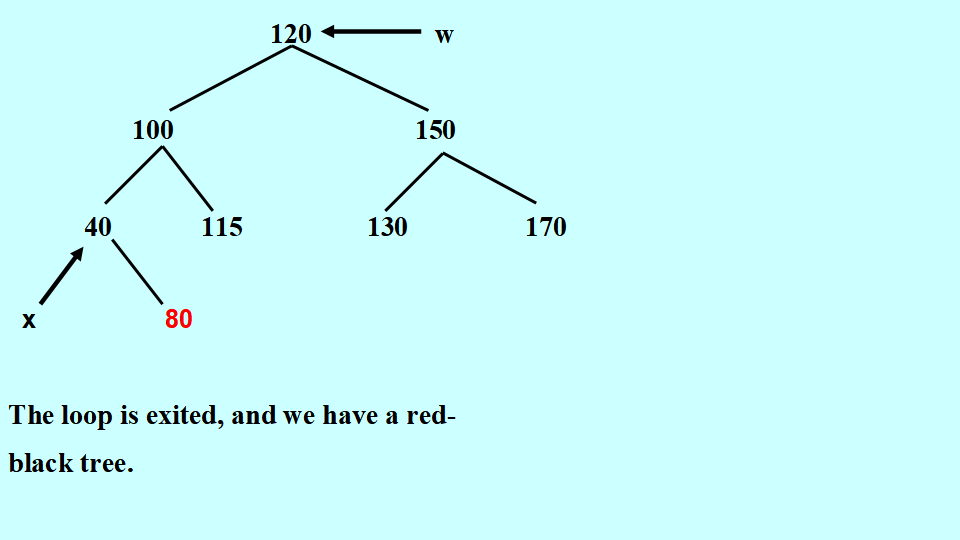 120 w
100 150
40 115 130 170
x 80
The loop is exited, and we have a red-
black tree.